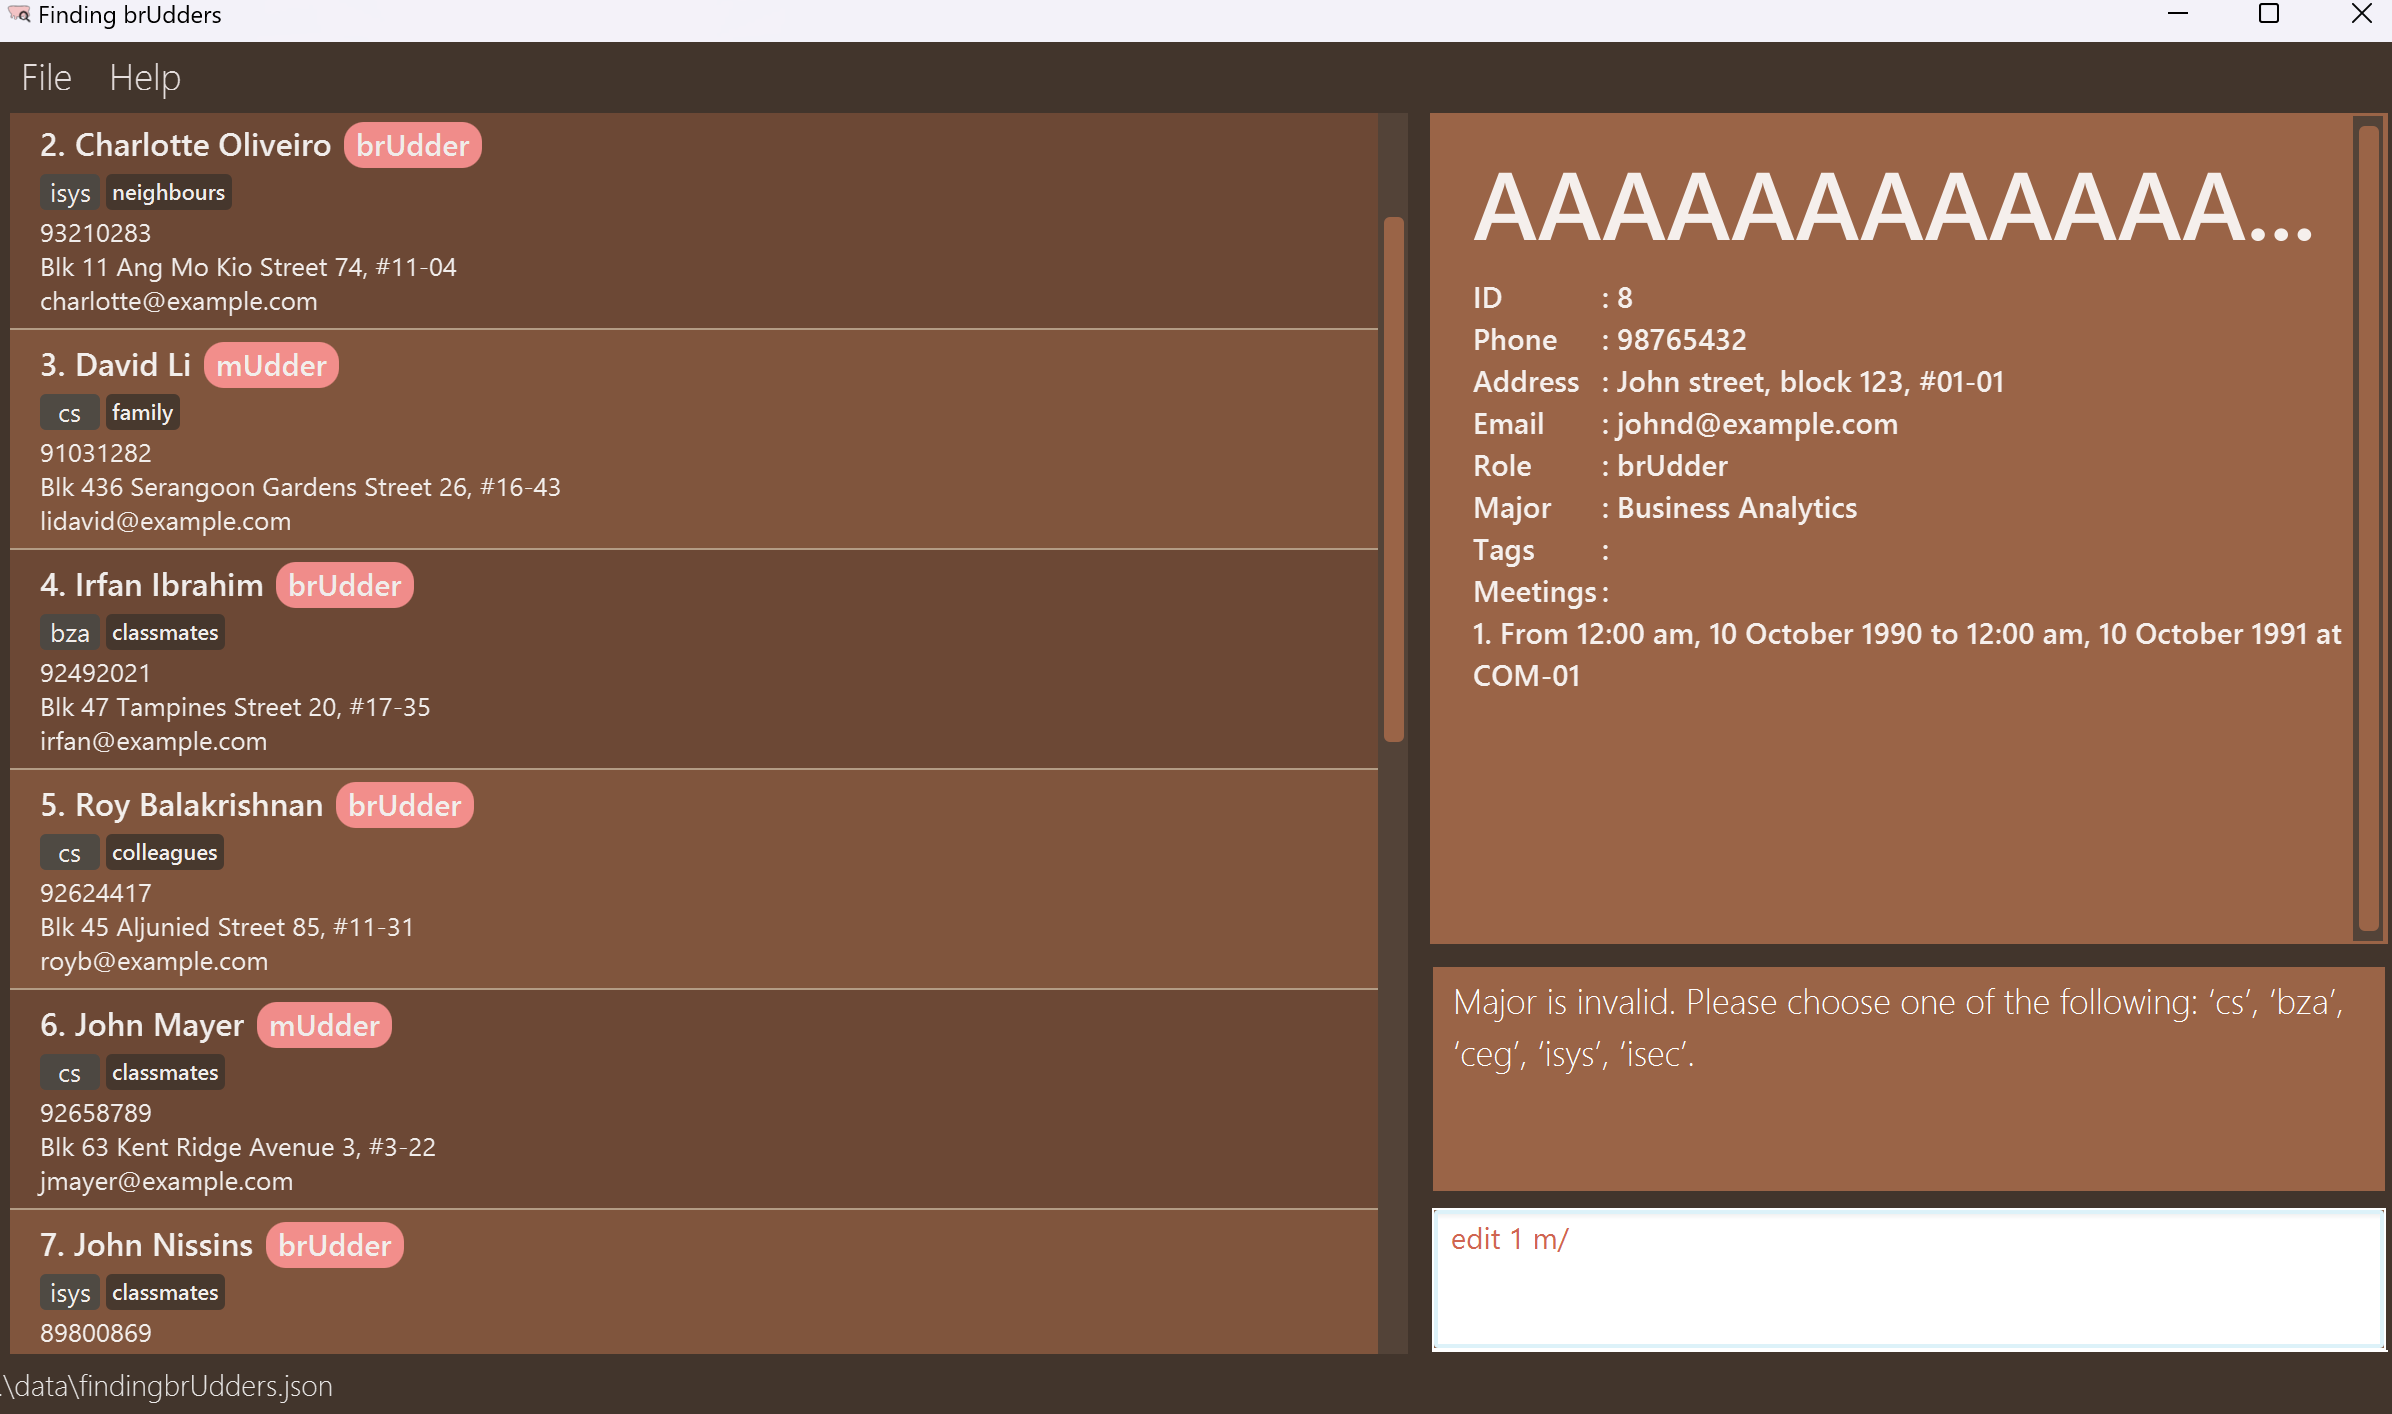 Finding brUdders
File Help
2. Charlotte Oliveiro brUdder
isys neighbours
93210283
Blk 11 Ang Mo Kio Street 74, #11-04
charlotte@example.com
3. David Li mUdder
cs family
91031282
Blk 436 Serangoon Gardens Street 26, #16-43
lidavid@example.com
4. Irfan Ibrahim brUdder
bza classmates
92492021
Blk 47 Tampines Street 20, #17-35
irfan@example.com
5. Roy Balakrishnan brUdder
cs colleagues
92624417
Blk 45 Aljunied Street 85, #11-31
royb@example.com
6. John Mayer mUdder
cs classmates
92658789
Blk 63 Kent Ridge Avenue 3, #3-22
jmayer@example.com
7. John Nissins brUdder
isys classmates
89800869
AAAAAAAAAAAA...
ID : 8
Phone : 98765432
Address : John street, block 123, #01-01
Email : johnd@example.com
Role : brUdder
Major : Business Analytics
Tags :
Meetings :
1. From 12:00 am, 10 October 1990 to 12:00 am, 10 October 1991 at
COM-01
Major is invalid. Please choose one of the following: ‘cs’, ‘bza’,
‘ceg’, ‘isys’, ‘isec’.
edit 1 m/
.\data\findingbrUdders.json